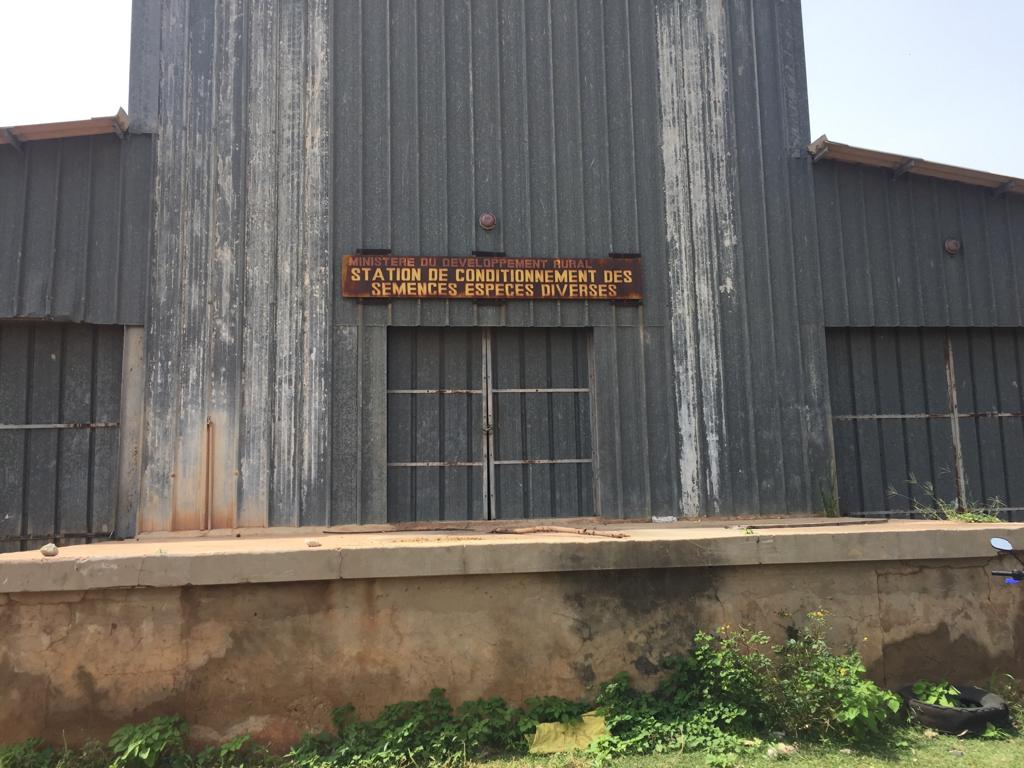 MINISTERE DU DEVELOPPEMENT RURAL
STATION DE CONDITIONNEMENT DES
SEMENCES ESPECES DIVERSES